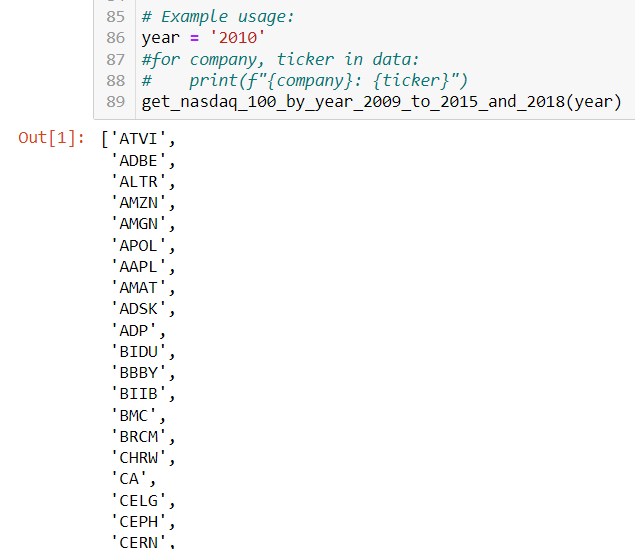 85 # Example usage:
86 year = '2010'
87 #for company, ticker in data:
88 #    print(f"{company}: {ticker}")
89 get_nasdaq_100_by_year_2009_to_2015_and_2018(year)
Out[1]: ['ATVI',
'ADBE',
'ALTR',
'AMZN',
'AMGN',
'APOL',
'AAPL',
'AMAT',
'ADSK',
'ADP',
'BIDU',
'BBBY',
'BIIB',
'BMC',
'BRCM',
'CHRW',
'CA',
'CELG',
'CEPH',
'CERN',